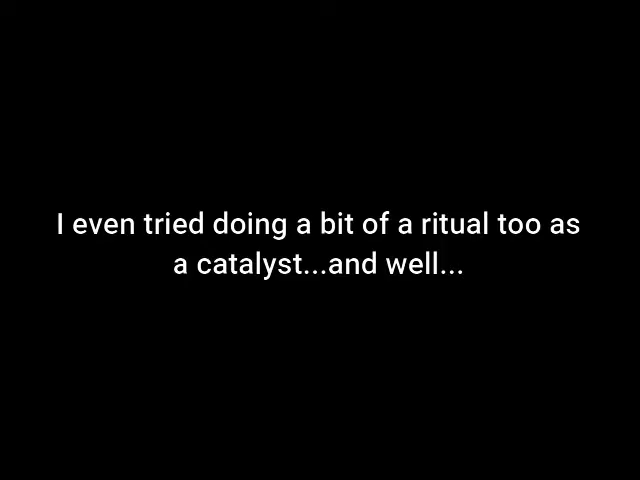 I even tried doing a bit of a ritual too as
a catalyst...and well...